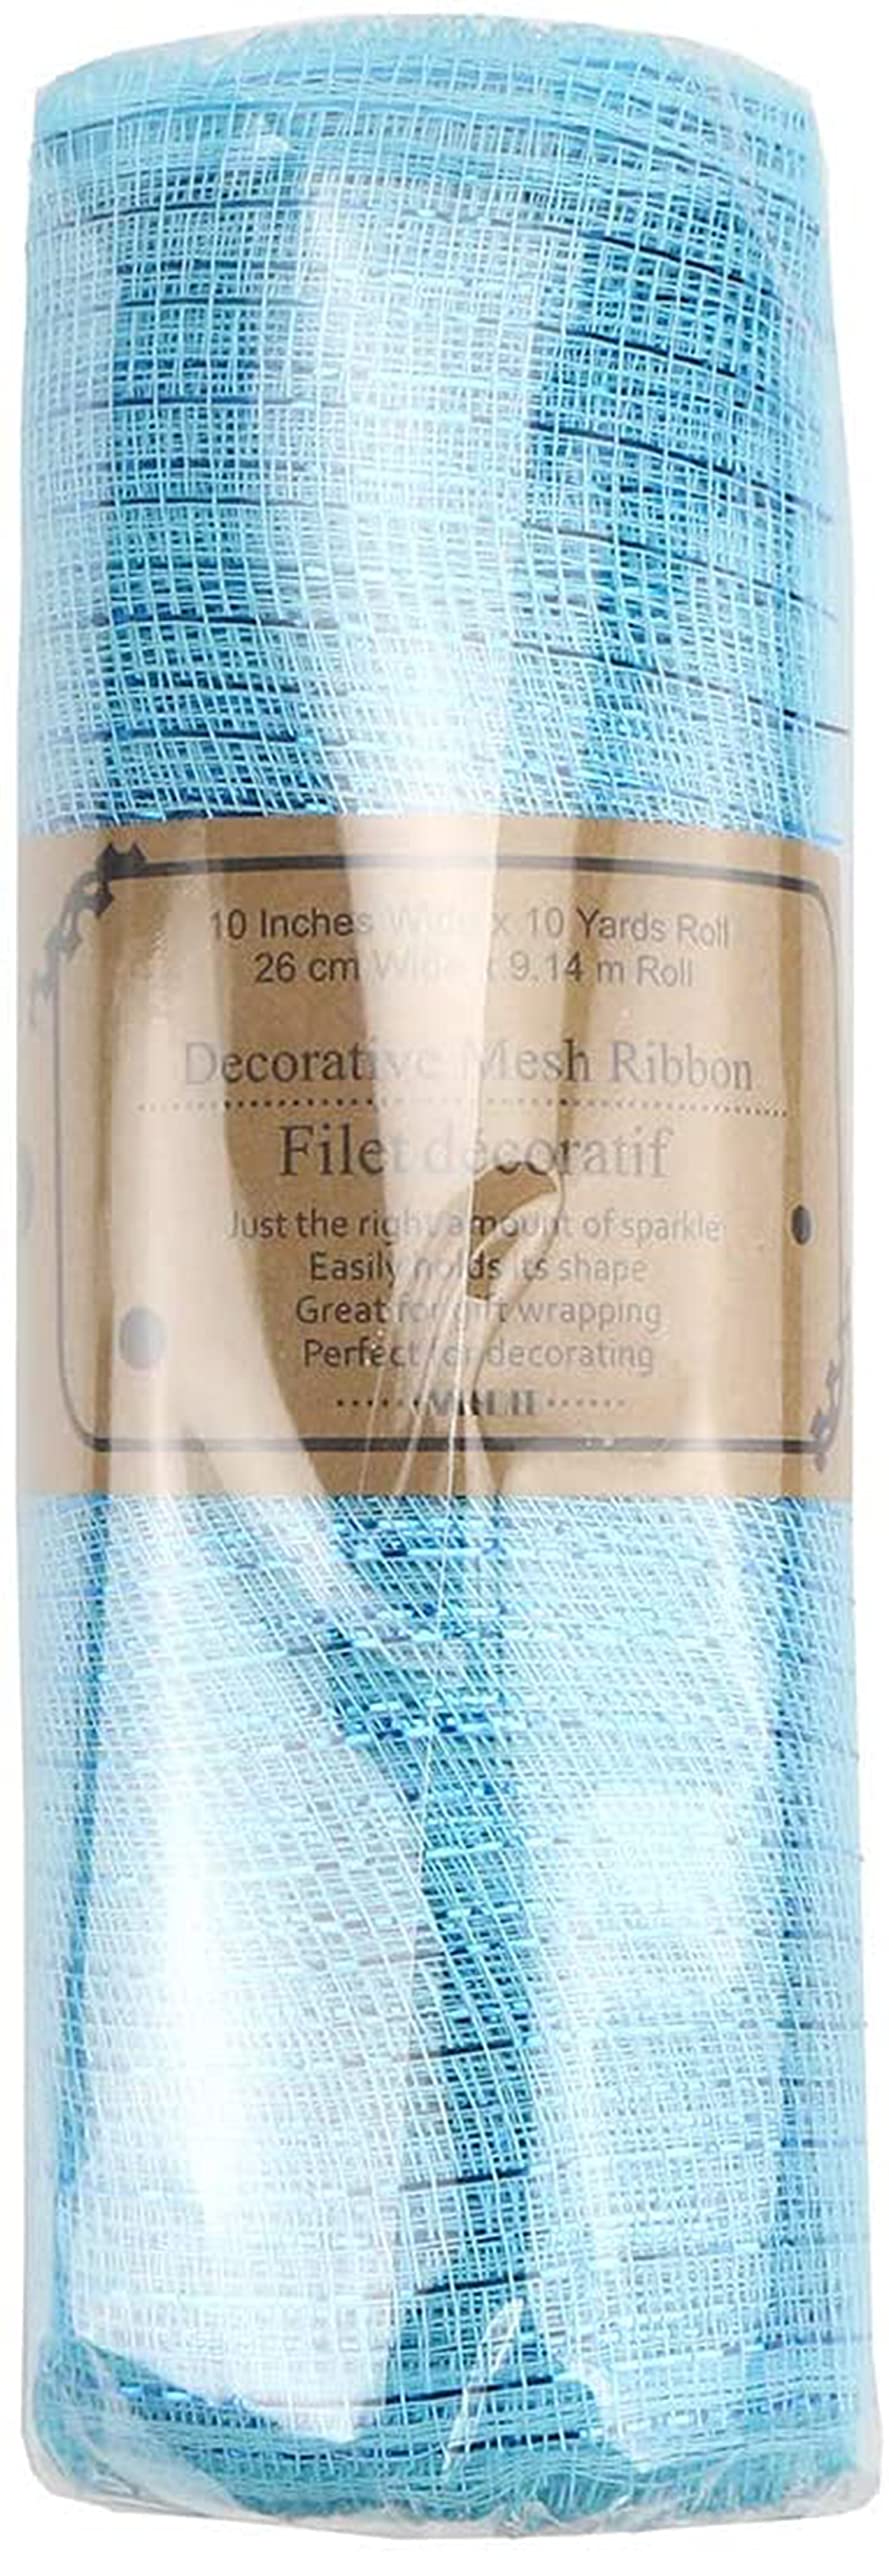 10 Inches Wide x 10 Yards Roll
26 cm Wide x 9.14 m Roll
Decorative Mesh Ribbon
Filet décoratif
Just the right amount of sparkle
Easily holds its shape
Great for gift wrapping
Perfect for decorating